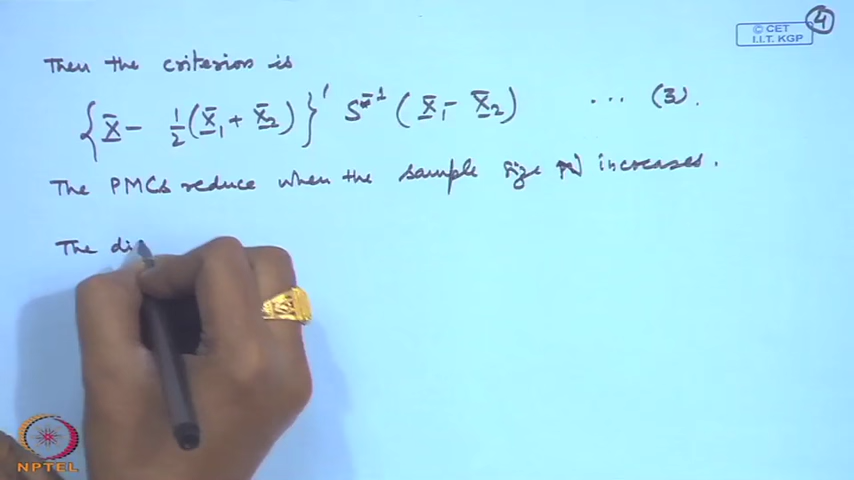 © CET
I.I.T. KGP
4
Then the criterion is
{X̄ − 1/2 (X̄₁ + X̄₂)}′ S*⁻¹ (X̄₁ − X̄₂) ... (3).
The PMCs reduce when the sample size N increases.
The di
NPTEL